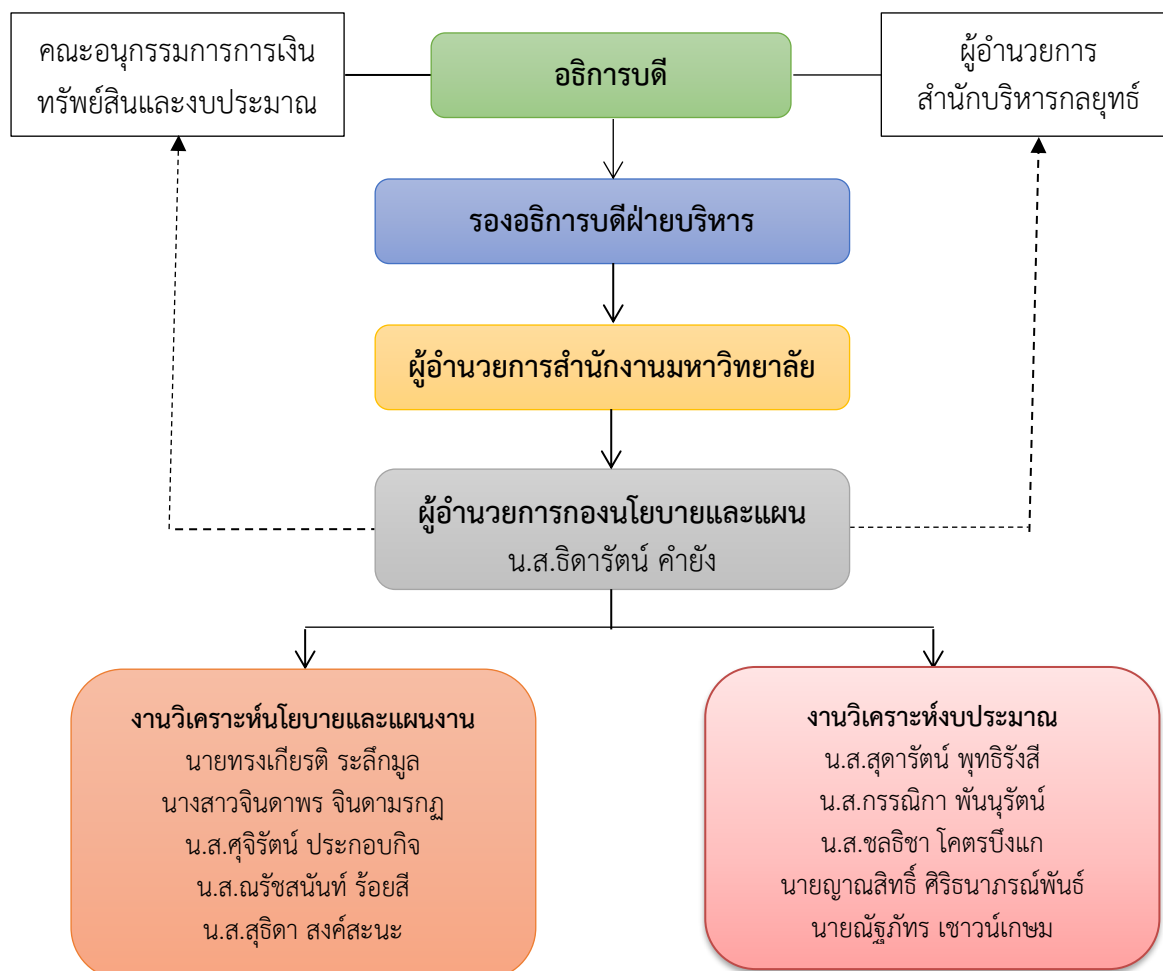 คณะอนุกรรมการการเงิน
ทรัพย์สินและงบประมาณ
อธิการบดี
ผู้อำนวยการ
สำนักบริหารกลยุทธ์
รองอธิการบดีฝ่ายบริหาร
ผู้อำนวยการสำนักงานมหาวิทยาลัย
ผู้อำนวยการกองนโยบายและแผน
น.ส.ธิดารัตน์ คำยัง
งานวิเคราะห์นโยบายและแผนงาน
นายทรงเกียรติ ระลึกมูล
นางสาวจินดาพร จินดามรกฏ
น.ส.ศุจิรัตน์ ประกอบกิจ
น.ส.ณรัชสนันท์ ร้อยสี
น.ส.สุธิดา สงค์สะนะ
งานวิเคราะห์งบประมาณ
น.ส.สุดารัตน์ พุทธิรังสี
น.ส.กรรณิกา พันนุรัตน์
น.ส.ชลธิชา โคตรบึงแก
นายญาณสิทธิ์ ศิริธนาภรณ์พันธ์
นายณัฐภัทร เชาวน์เกษม